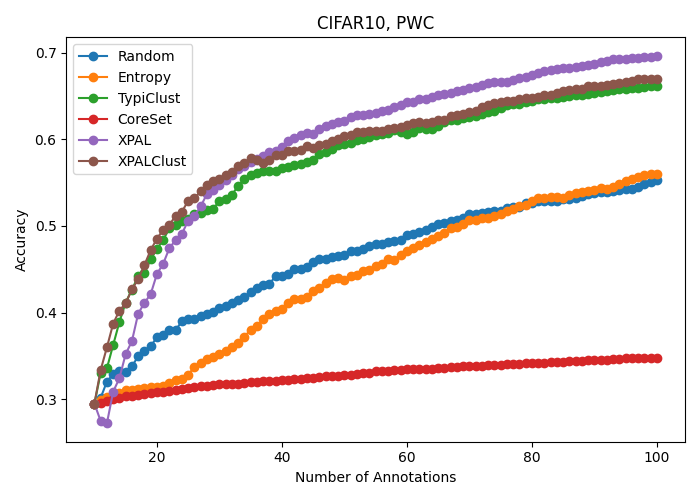 CIFAR10, PWC
Random
Entropy
TypiClust
CoreSet
XPAL
XPALClust
Accuracy
0.7
0.6
0.5
0.4
0.3
20 40 60 80 100
Number of Annotations